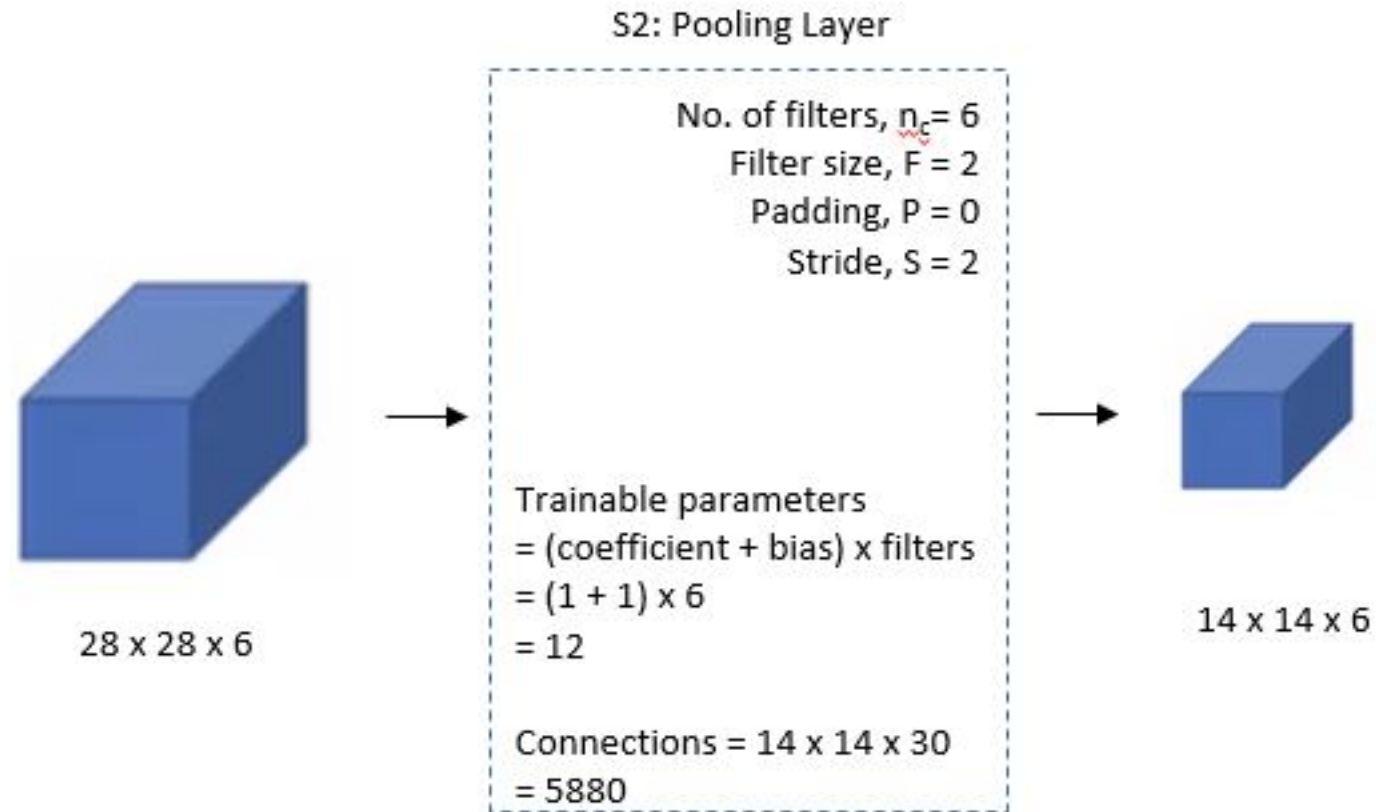 S2: Pooling Layer
No. of filters, nc= 6
Filter size, F = 2
Padding, P = 0
Stride, S = 2
Trainable parameters
= (coefficient + bias) x filters
= (1 + 1) x 6
= 12
Connections = 14 x 14 x 30
= 5880
28 x 28 x 6
14 x 14 x 6